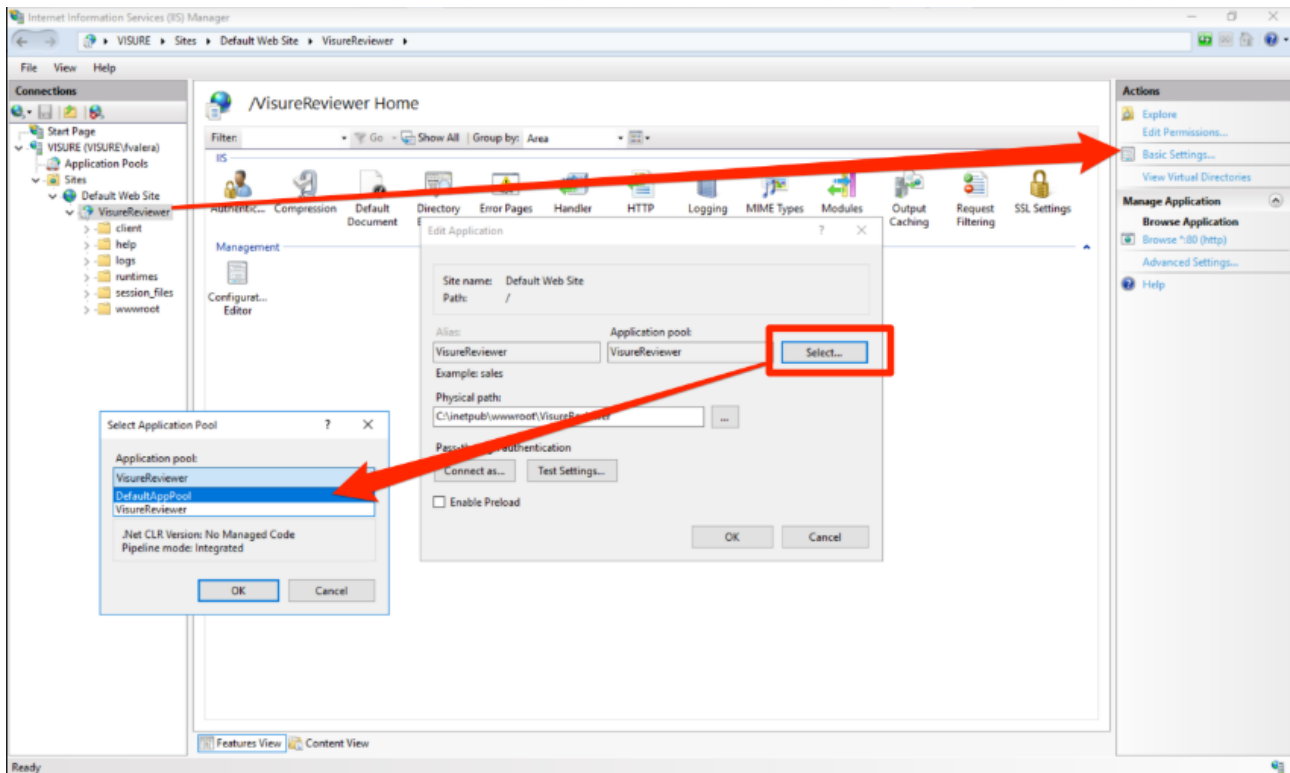 Internet Information Services (IIS) Manager
VISURE Sites Default Web Site VisureReviewer
File View Help
Connections
Start Page
VISURE (VISURE\fvalera)
Application Pools
Sites
Default Web Site
VisureReviewer
client
help
logs
runtimes
session_files
wwwroot
/VisureReviewer Home
Filter: Go Show All Group by: Area
IIS
Authentic... Compression Default Document Directory Error Pages Handler HTTP Logging MIME Types Modules Output Caching Request Filtering SSL Settings
Management
Configurat... Editor
Edit Application
Site name: Default Web Site
Path: /
Alias: Application pool:
VisureReviewer VisureReviewer Select...
Example: sales
Physical path:
C:\inetpub\wwwroot\VisureReviewer ...
Pass-through authentication
Connect as... Test Settings...
Enable Preload
OK Cancel
Select Application Pool
Application pool:
VisureReviewer
DefaultAppPool
VisureReviewer
.Net CLR Version: No Managed Code
Pipeline mode: Integrated
OK Cancel
Actions
Explore
Edit Permissions...
Basic Settings...
View Virtual Directories
Manage Application
Browse Application
Browse *:80 (http)
Advanced Settings...
Help
Features View Content View
Ready